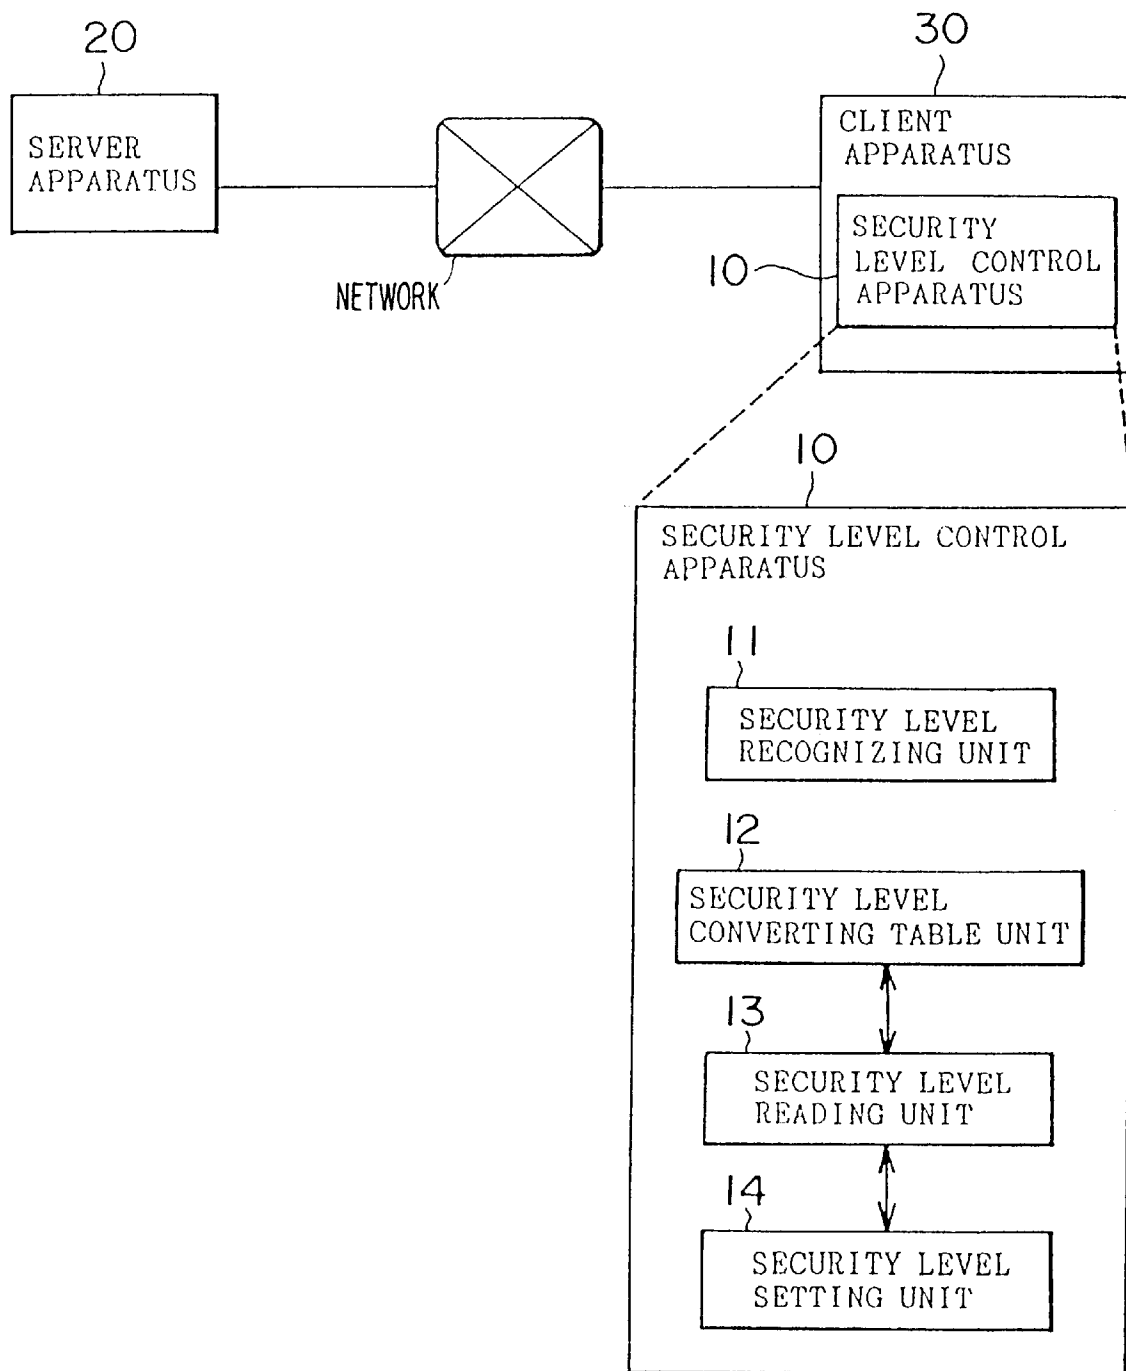 20
30
SERVER
APPARATUS
NETWORK
CLIENT
APPARATUS
10
SECURITY
LEVEL CONTROL
APPARATUS
10
SECURITY LEVEL CONTROL
APPARATUS
11
SECURITY LEVEL
RECOGNIZING UNIT
12
SECURITY LEVEL
CONVERTING TABLE UNIT
13
SECURITY LEVEL
READING UNIT
14
SECURITY LEVEL
SETTING UNIT